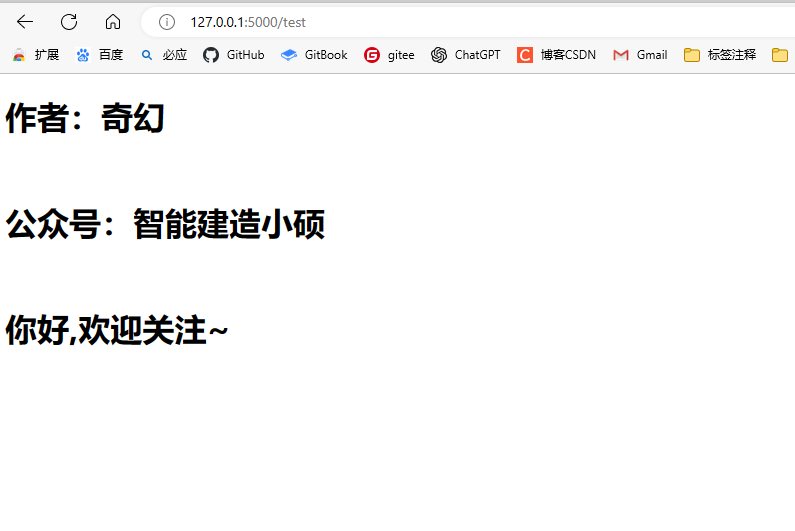 127.0.0.1:5000/test
扩展 百度 必应 GitHub GitBook gitee ChatGPT 博客CSDN Gmail 标签注释
作者：奇幻
公众号：智能建造小硕
你好,欢迎关注~